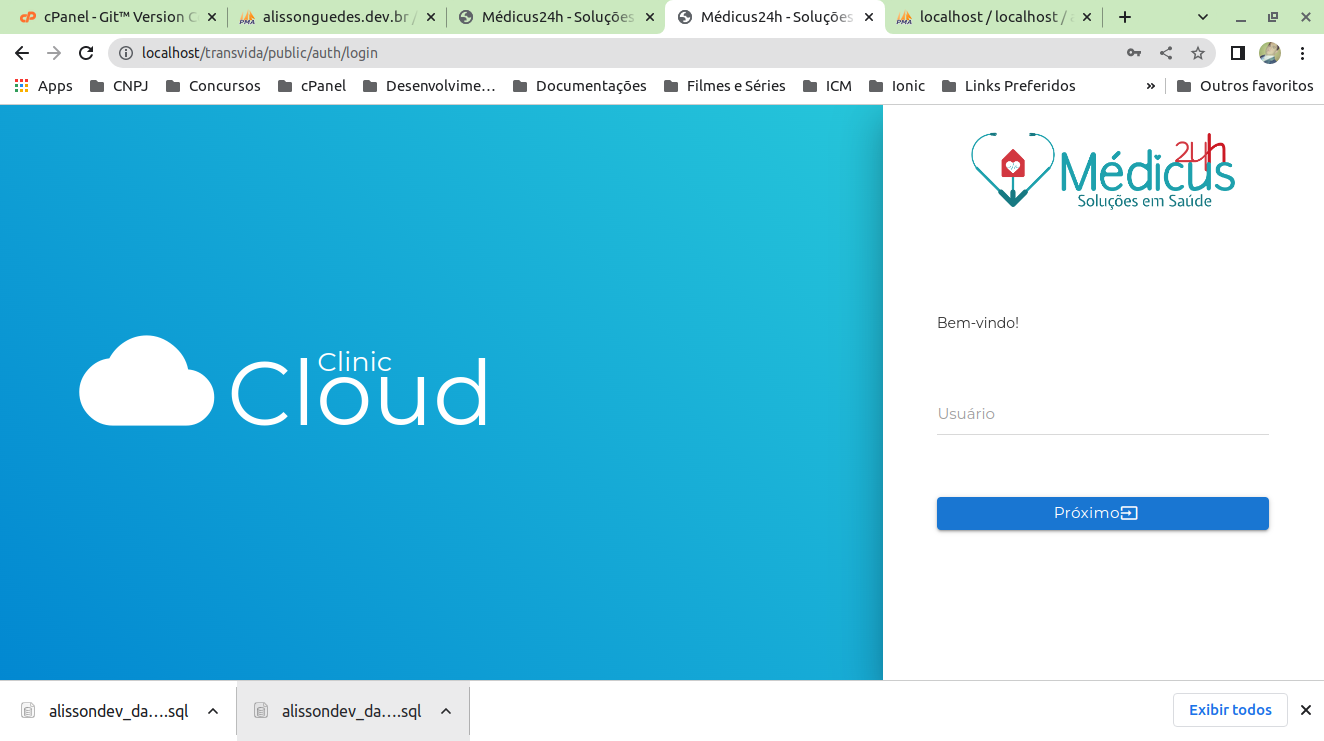 cPanel - Git™ Version C
alissonguedes.dev.br /
Médicus24h - Soluções
Médicus24h - Soluções
localhost / localhost / a
localhost/transvida/public/auth/login
Apps CNPJ Concursos cPanel Desenvolvime... Documentações Filmes e Séries ICM Ionic Links Preferidos » Outros favoritos
24h
Médicus
Soluções em Saúde
Clinic
Cloud
Bem-vindo!
Usuário
Próximo
alissondev_da....sql
alissondev_da....sql
Exibir todos